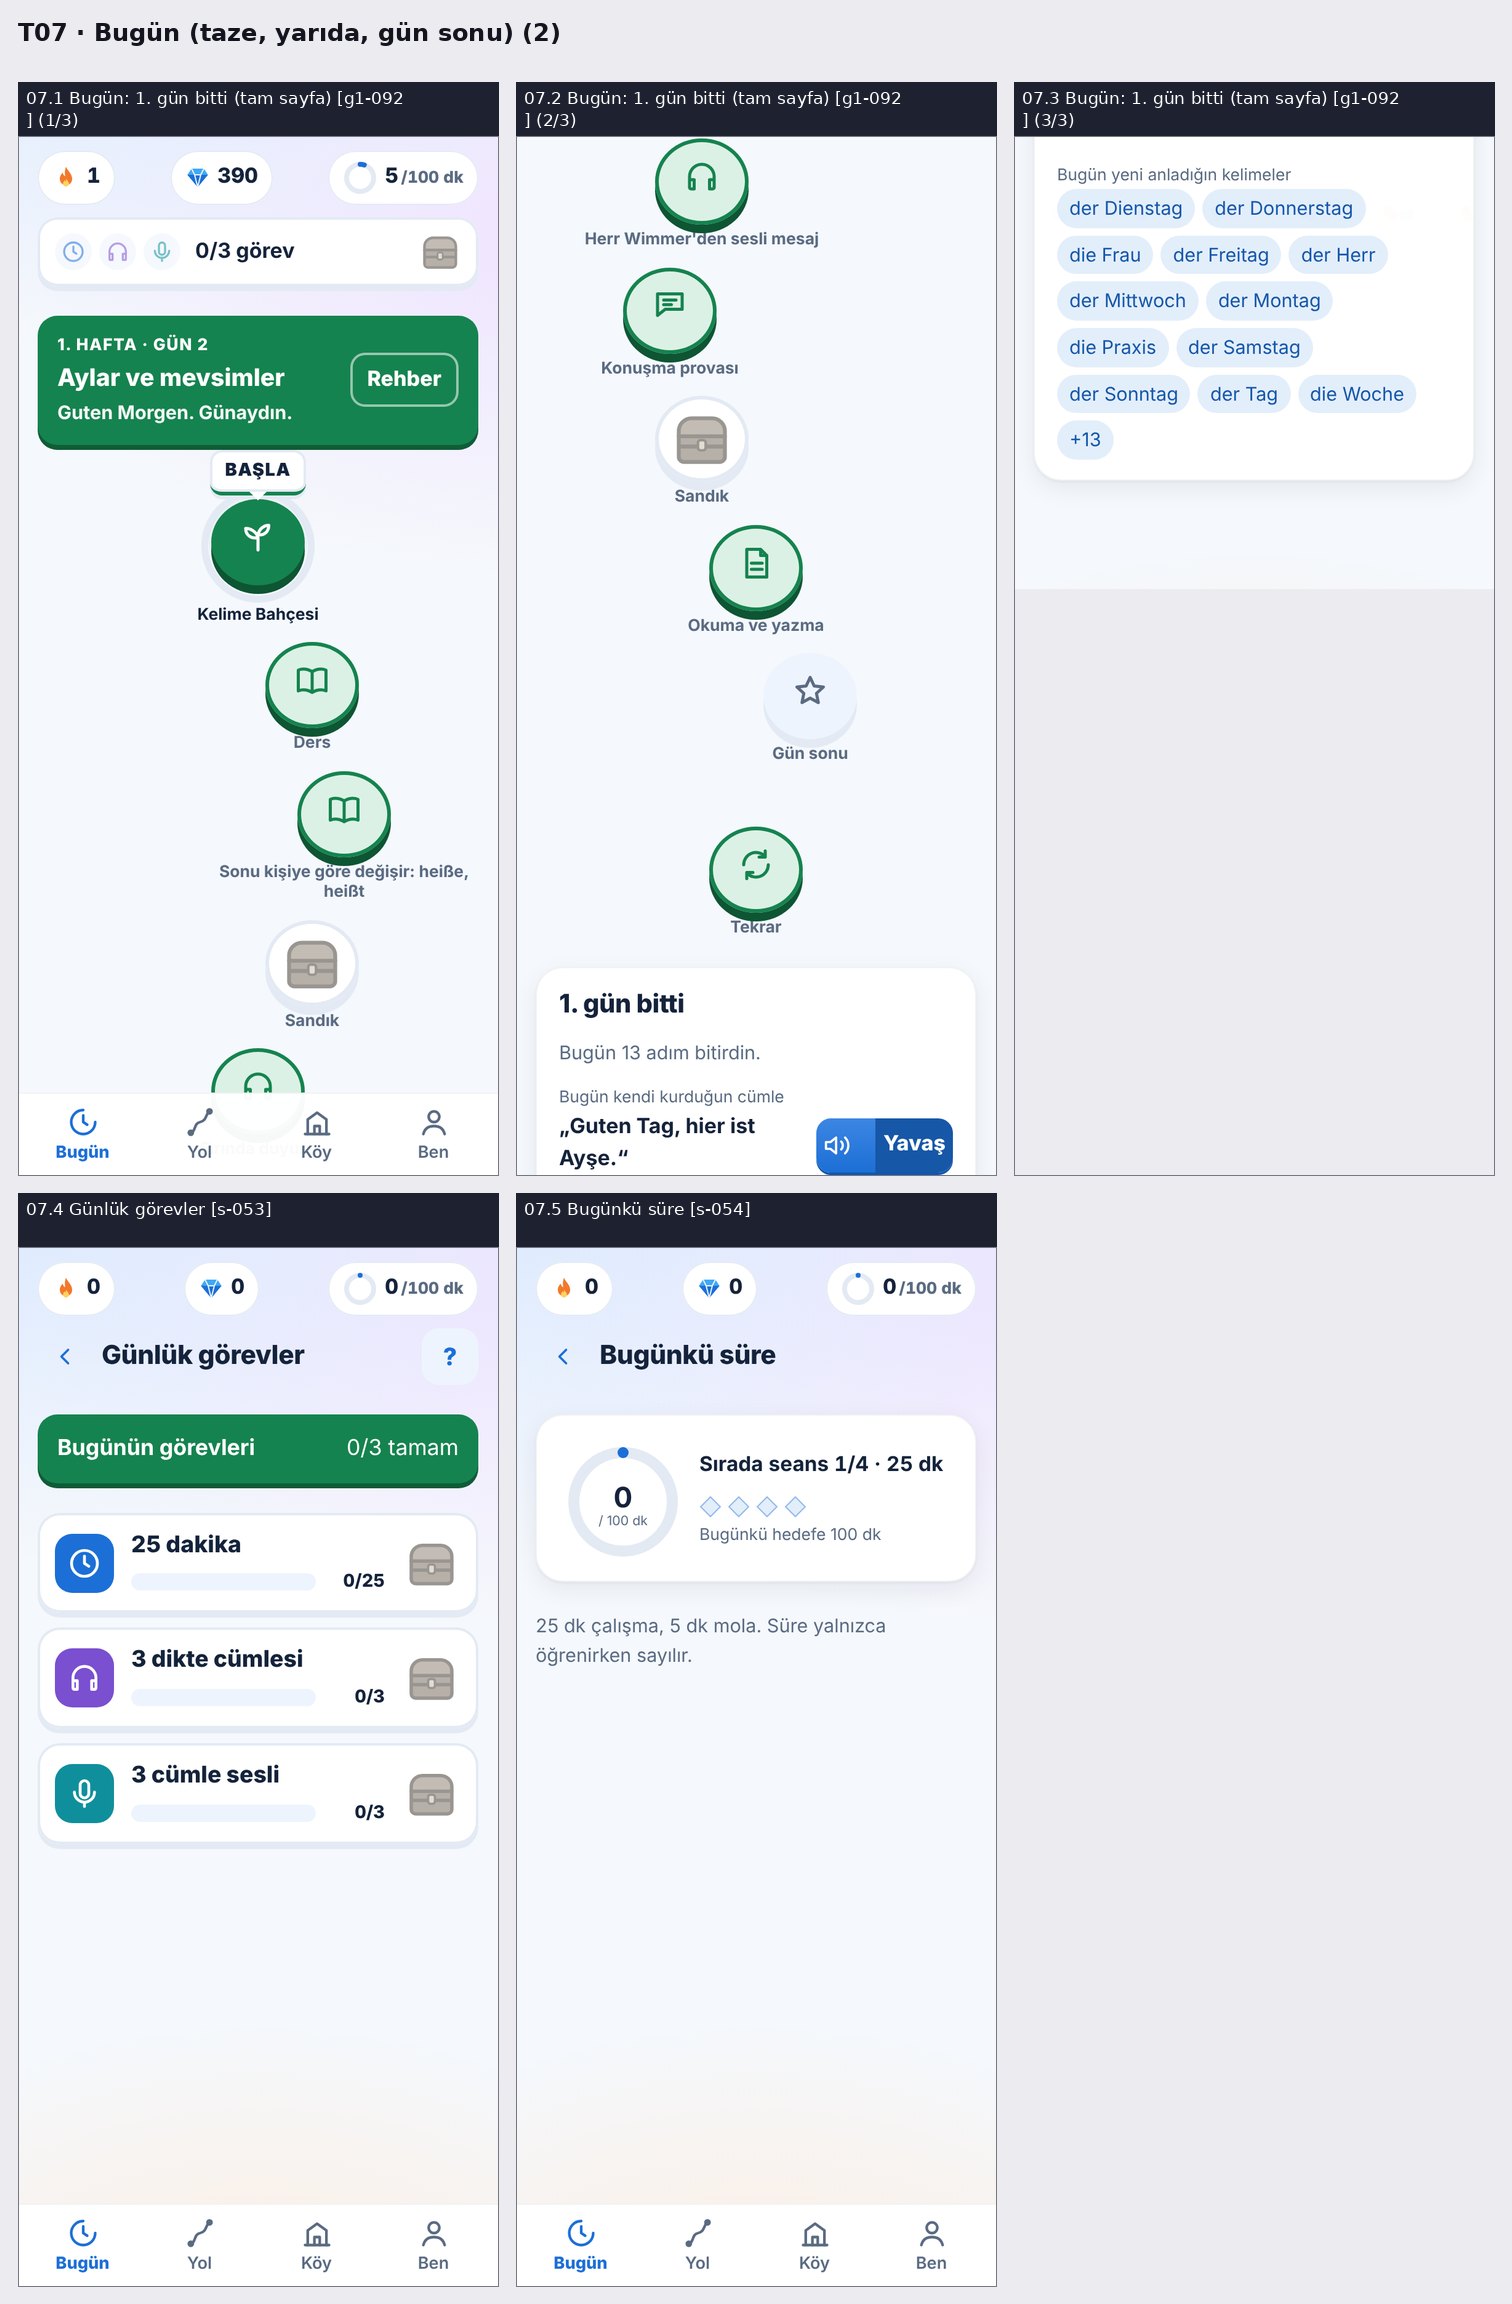 T07 · Bugün (taze, yarıda, gün sonu) (2)
07.1 Bugün: 1. gün bitti (tam sayfa) [g1-092
] (1/3)
1
390
5/100 dk
0/3 görev
1. HAFTA · GÜN 2
Aylar ve mevsimler
Guten Morgen. Günaydın.
Rehber
BAŞLA
Kelime Bahçesi
Ders
Sonu kişiye göre değişir: heiße,
heißt
Sandık
Bugün
Yol
Köy
Ben
07.2 Bugün: 1. gün bitti (tam sayfa) [g1-092
] (2/3)
Herr Wimmer'den sesli mesaj
Konuşma provası
Sandık
Okuma ve yazma
Gün sonu
Tekrar
1. gün bitti
Bugün 13 adım bitirdin.
Bugün kendi kurduğun cümle
„Guten Tag, hier ist
Ayşe.“
Yavaş
07.3 Bugün: 1. gün bitti (tam sayfa) [g1-092
] (3/3)
Bugün yeni anladığın kelimeler
der Dienstag
der Donnerstag
die Frau
der Freitag
der Herr
der Mittwoch
der Montag
die Praxis
der Samstag
der Sonntag
der Tag
die Woche
+13
07.4 Günlük görevler [s-053]
0
0
0/100 dk
Günlük görevler
?
Bugünün görevleri
0/3 tamam
25 dakika
0/25
3 dikte cümlesi
0/3
3 cümle sesli
0/3
Bugün
Yol
Köy
Ben
07.5 Bugünkü süre [s-054]
0
0
0/100 dk
Bugünkü süre
0
/ 100 dk
Sırada seans 1/4 · 25 dk
Bugünkü hedefe 100 dk
25 dk çalışma, 5 dk mola. Süre yalnızca
öğrenirken sayılır.
Bugün
Yol
Köy
Ben